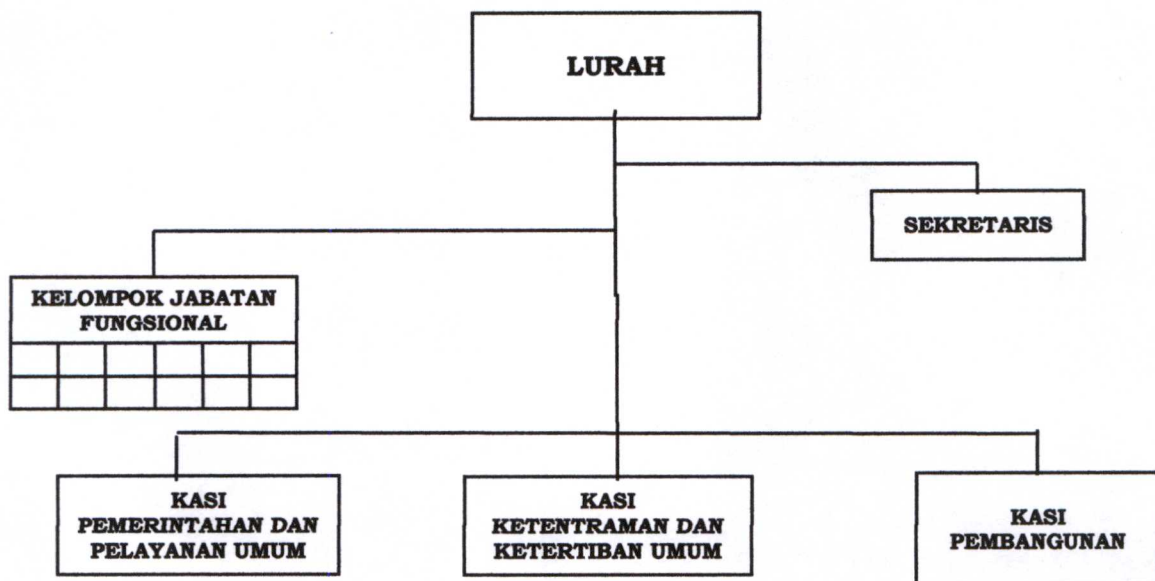 LURAH
SEKRETARIS
KELOMPOK JABATAN
FUNGSIONAL
KASI
PEMERINTAHAN DAN
PELAYANAN UMUM
KASI
KETENTRAMAN DAN
KETERTIBAN UMUM
KASI
PEMBANGUNAN